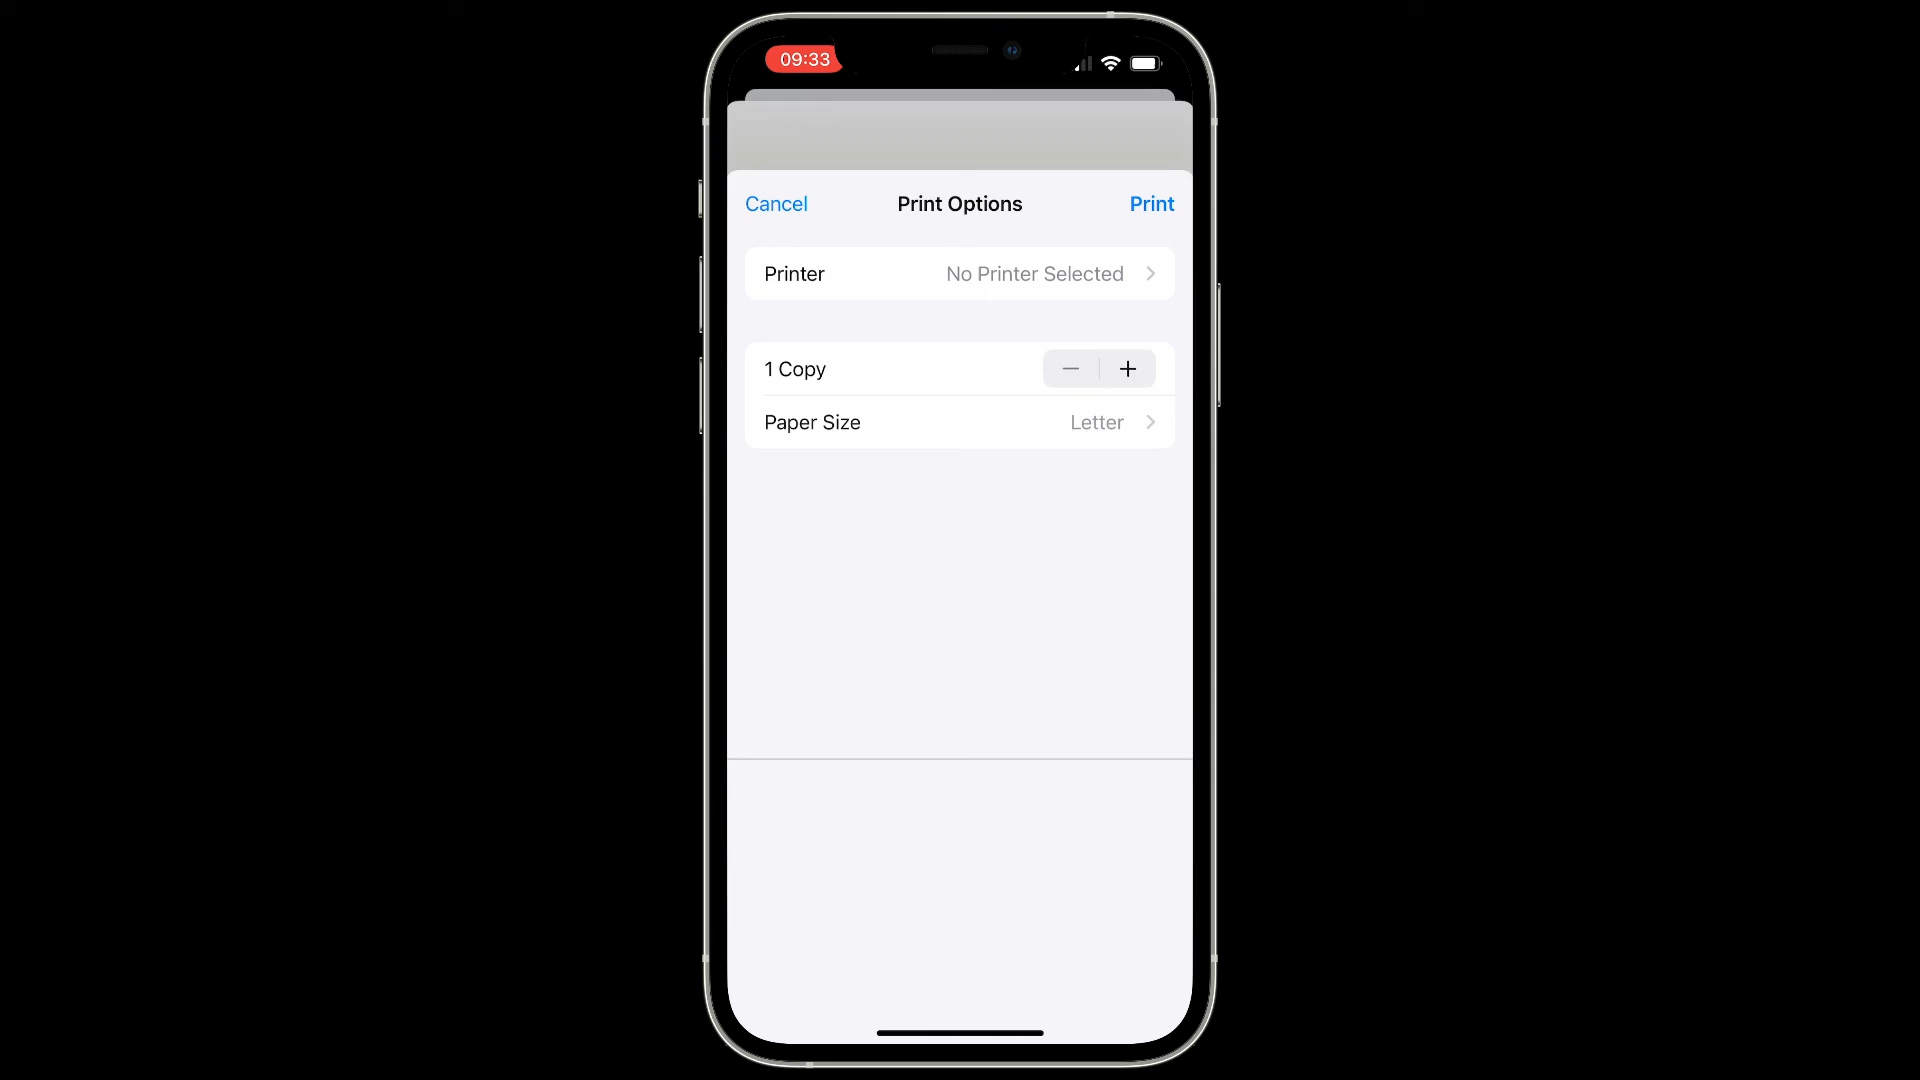 09:33
Cancel Print Options Print
Printer No Printer Selected
1 Copy
Paper Size Letter